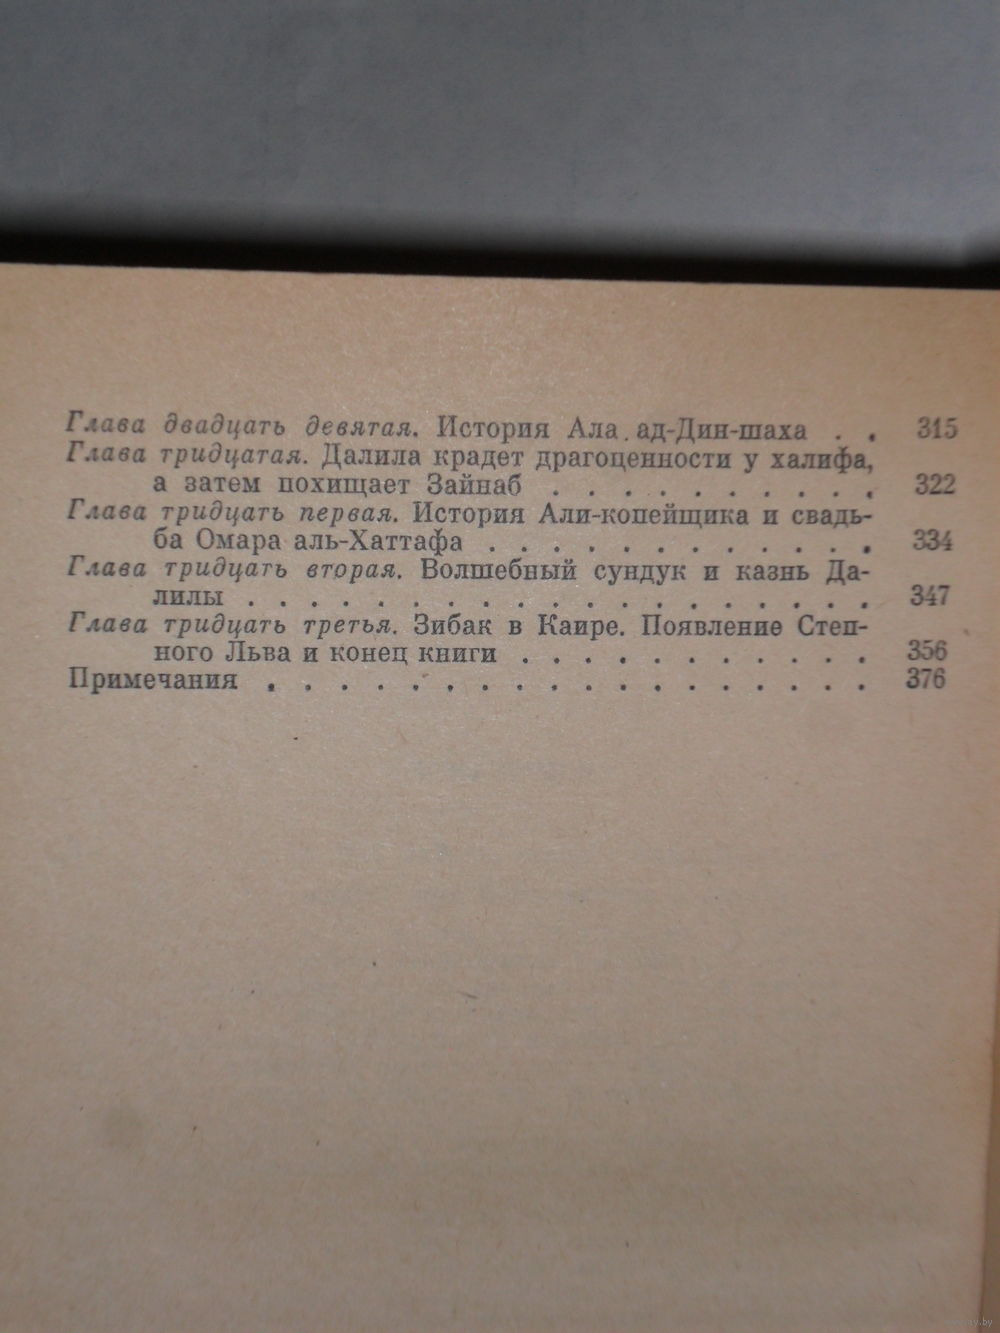 Глава двадцать девятая. История Ала ад-Дин-шаха . . 315
Глава тридцатая. Далила крадет драгоценности у халифа,
а затем похищает Зайнаб . . . . . . . . . . 322
Глава тридцать первая. История Али-копейщика и свадь-
ба Омара аль-Хаттафа . . . . . . . . . . . . 334
Глава тридцать вторая. Волшебный сундук и казнь Да-
лилы . . . . . . . . . . . . . . . . . . . 347
Глава тридцать третья. Зибак в Каире. Появление Степ-
ного Льва и конец книги . . . . . . . . . . . 356
Примечания . . . . . . . . . . . . . . . . . 376